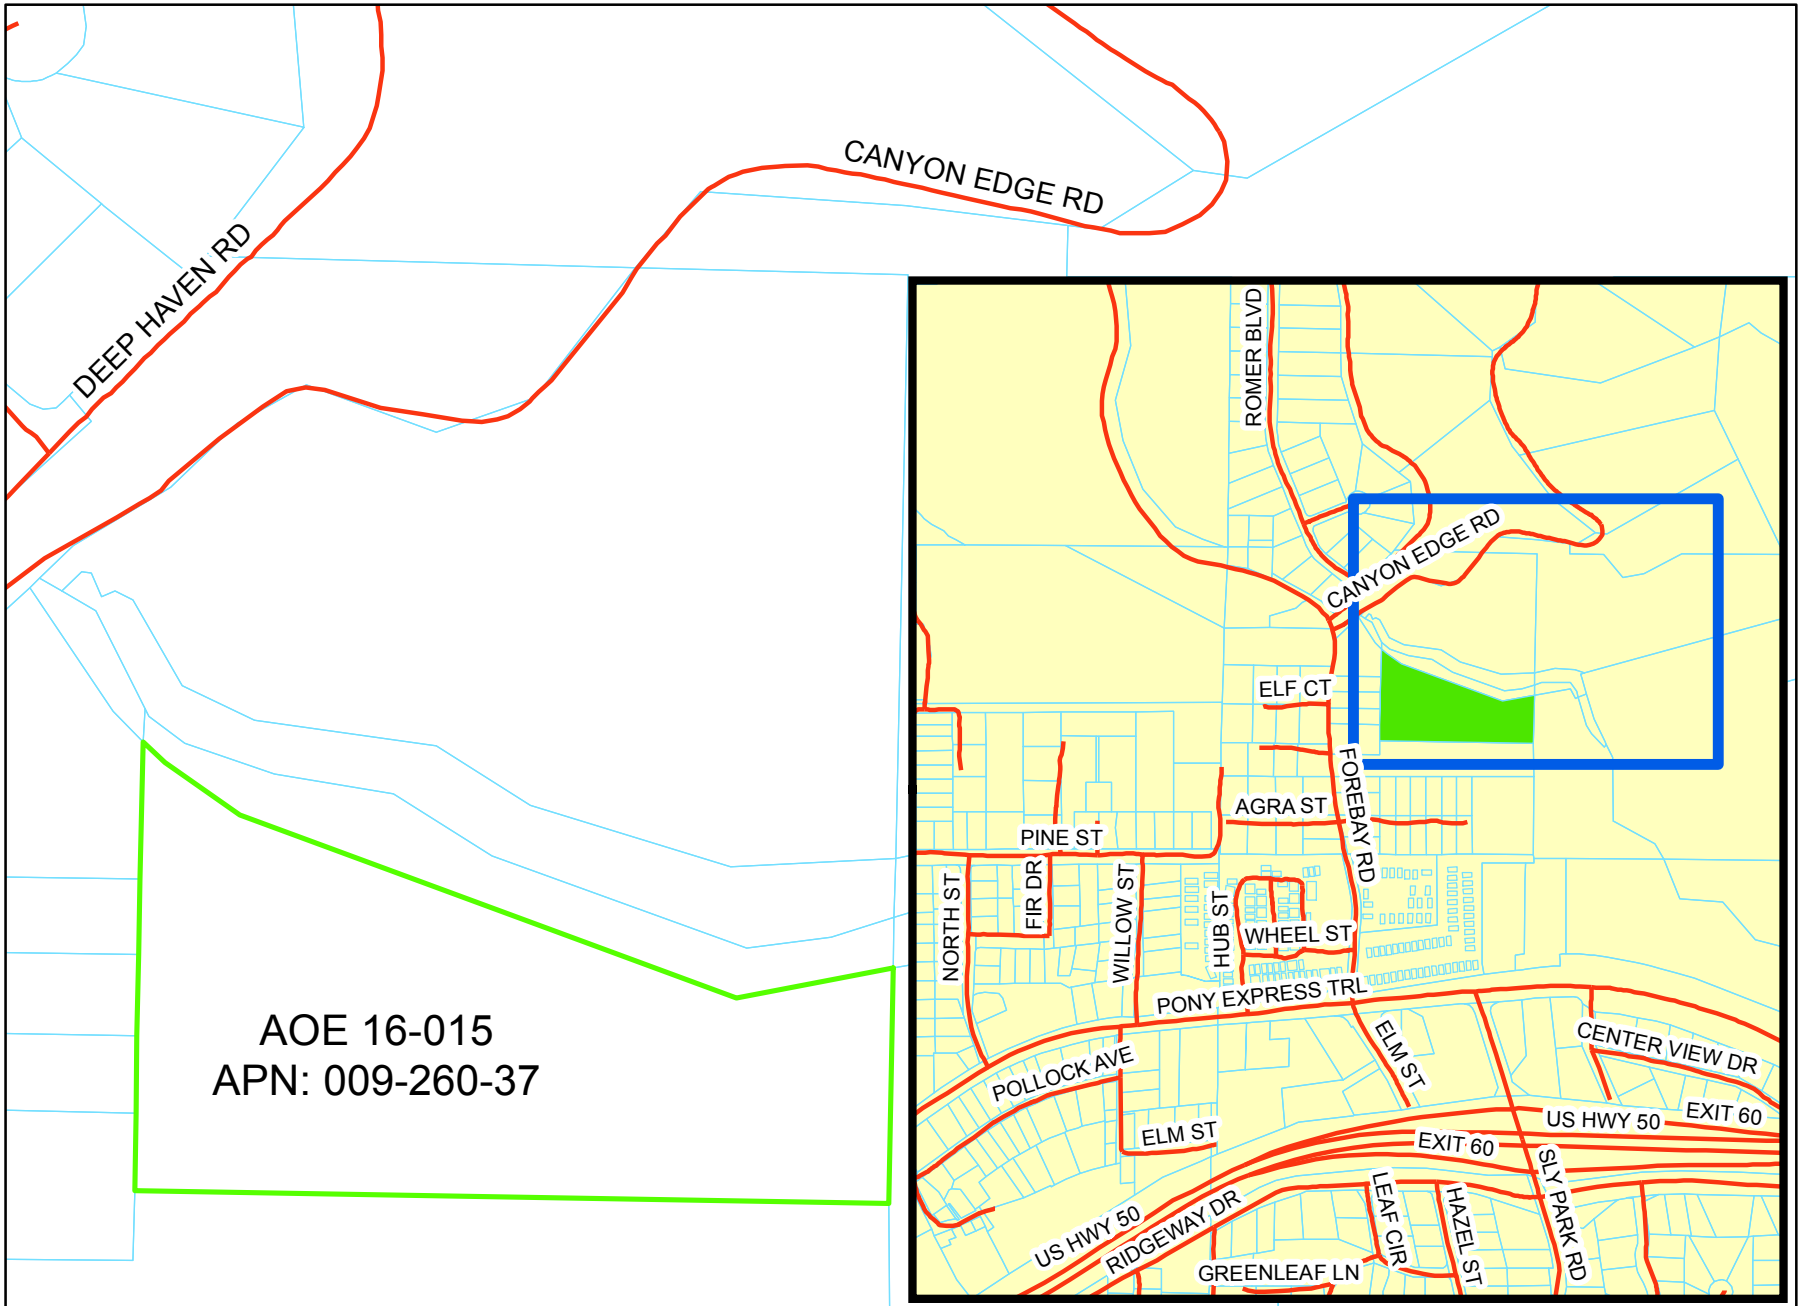 CANYON EDGE RD
DEEP HAVEN RD
AOE 16-015
APN: 009-260-37
ROMER BLVD
CANYON EDGE RD
ELF CT
FOREBAY RD
AGRA ST
PINE ST
NORTH ST
FIR DR
WILLOW ST
HUB ST
WHEEL ST
PONY EXPRESS TRL
POLLOCK AVE
ELM ST
CENTER VIEW DR
ELM ST
US HWY 50
EXIT 60
EXIT 60
SLY PARK RD
US HWY 50
RIDGEWAY DR
LEAF CIR
HAZEL ST
GREENLEAF LN